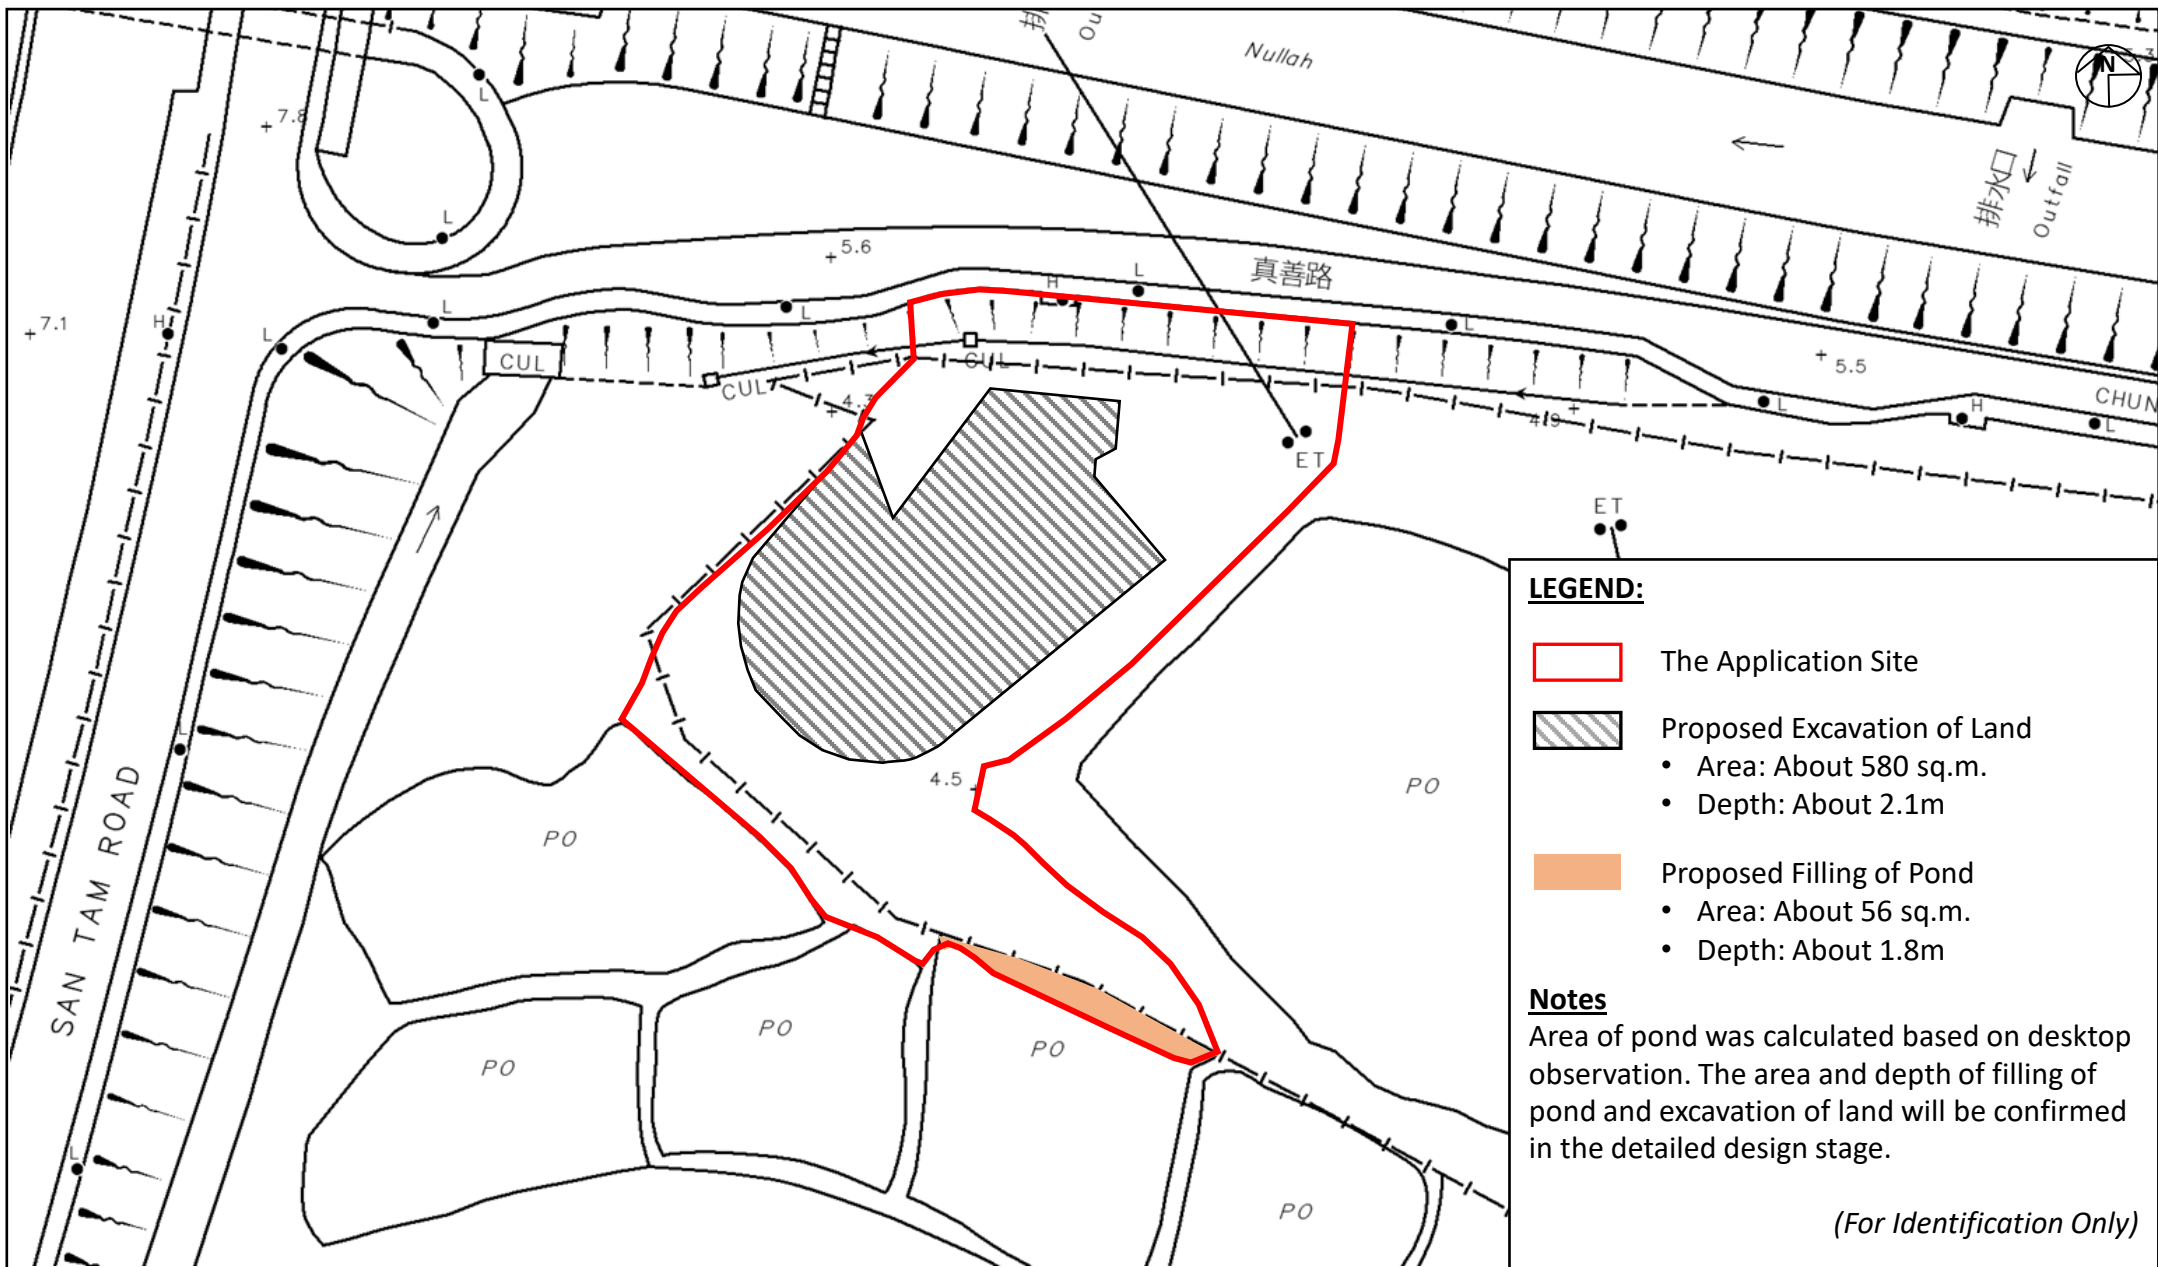 Nullah
N
5.3
排
Ou
7.8
排水口
Outfall
L
L
5.6
真善路
H
L
L
L
L
7.1
H
L
CUL
CUL
CUL
4.3
5.5
L
CHUN
H
L
4.9
ET
ET
L
4.5
PO
PO
SAN TAM ROAD
PO
PO
PO
PO
L
LEGEND:
The Application Site
Proposed Excavation of Land
• Area: About 580 sq.m.
• Depth: About 2.1m
Proposed Filling of Pond
• Area: About 56 sq.m.
• Depth: About 1.8m
Notes
Area of pond was calculated based on desktop
observation. The area and depth of filling of
pond and excavation of land will be confirmed
in the detailed design stage.
(For Identification Only)